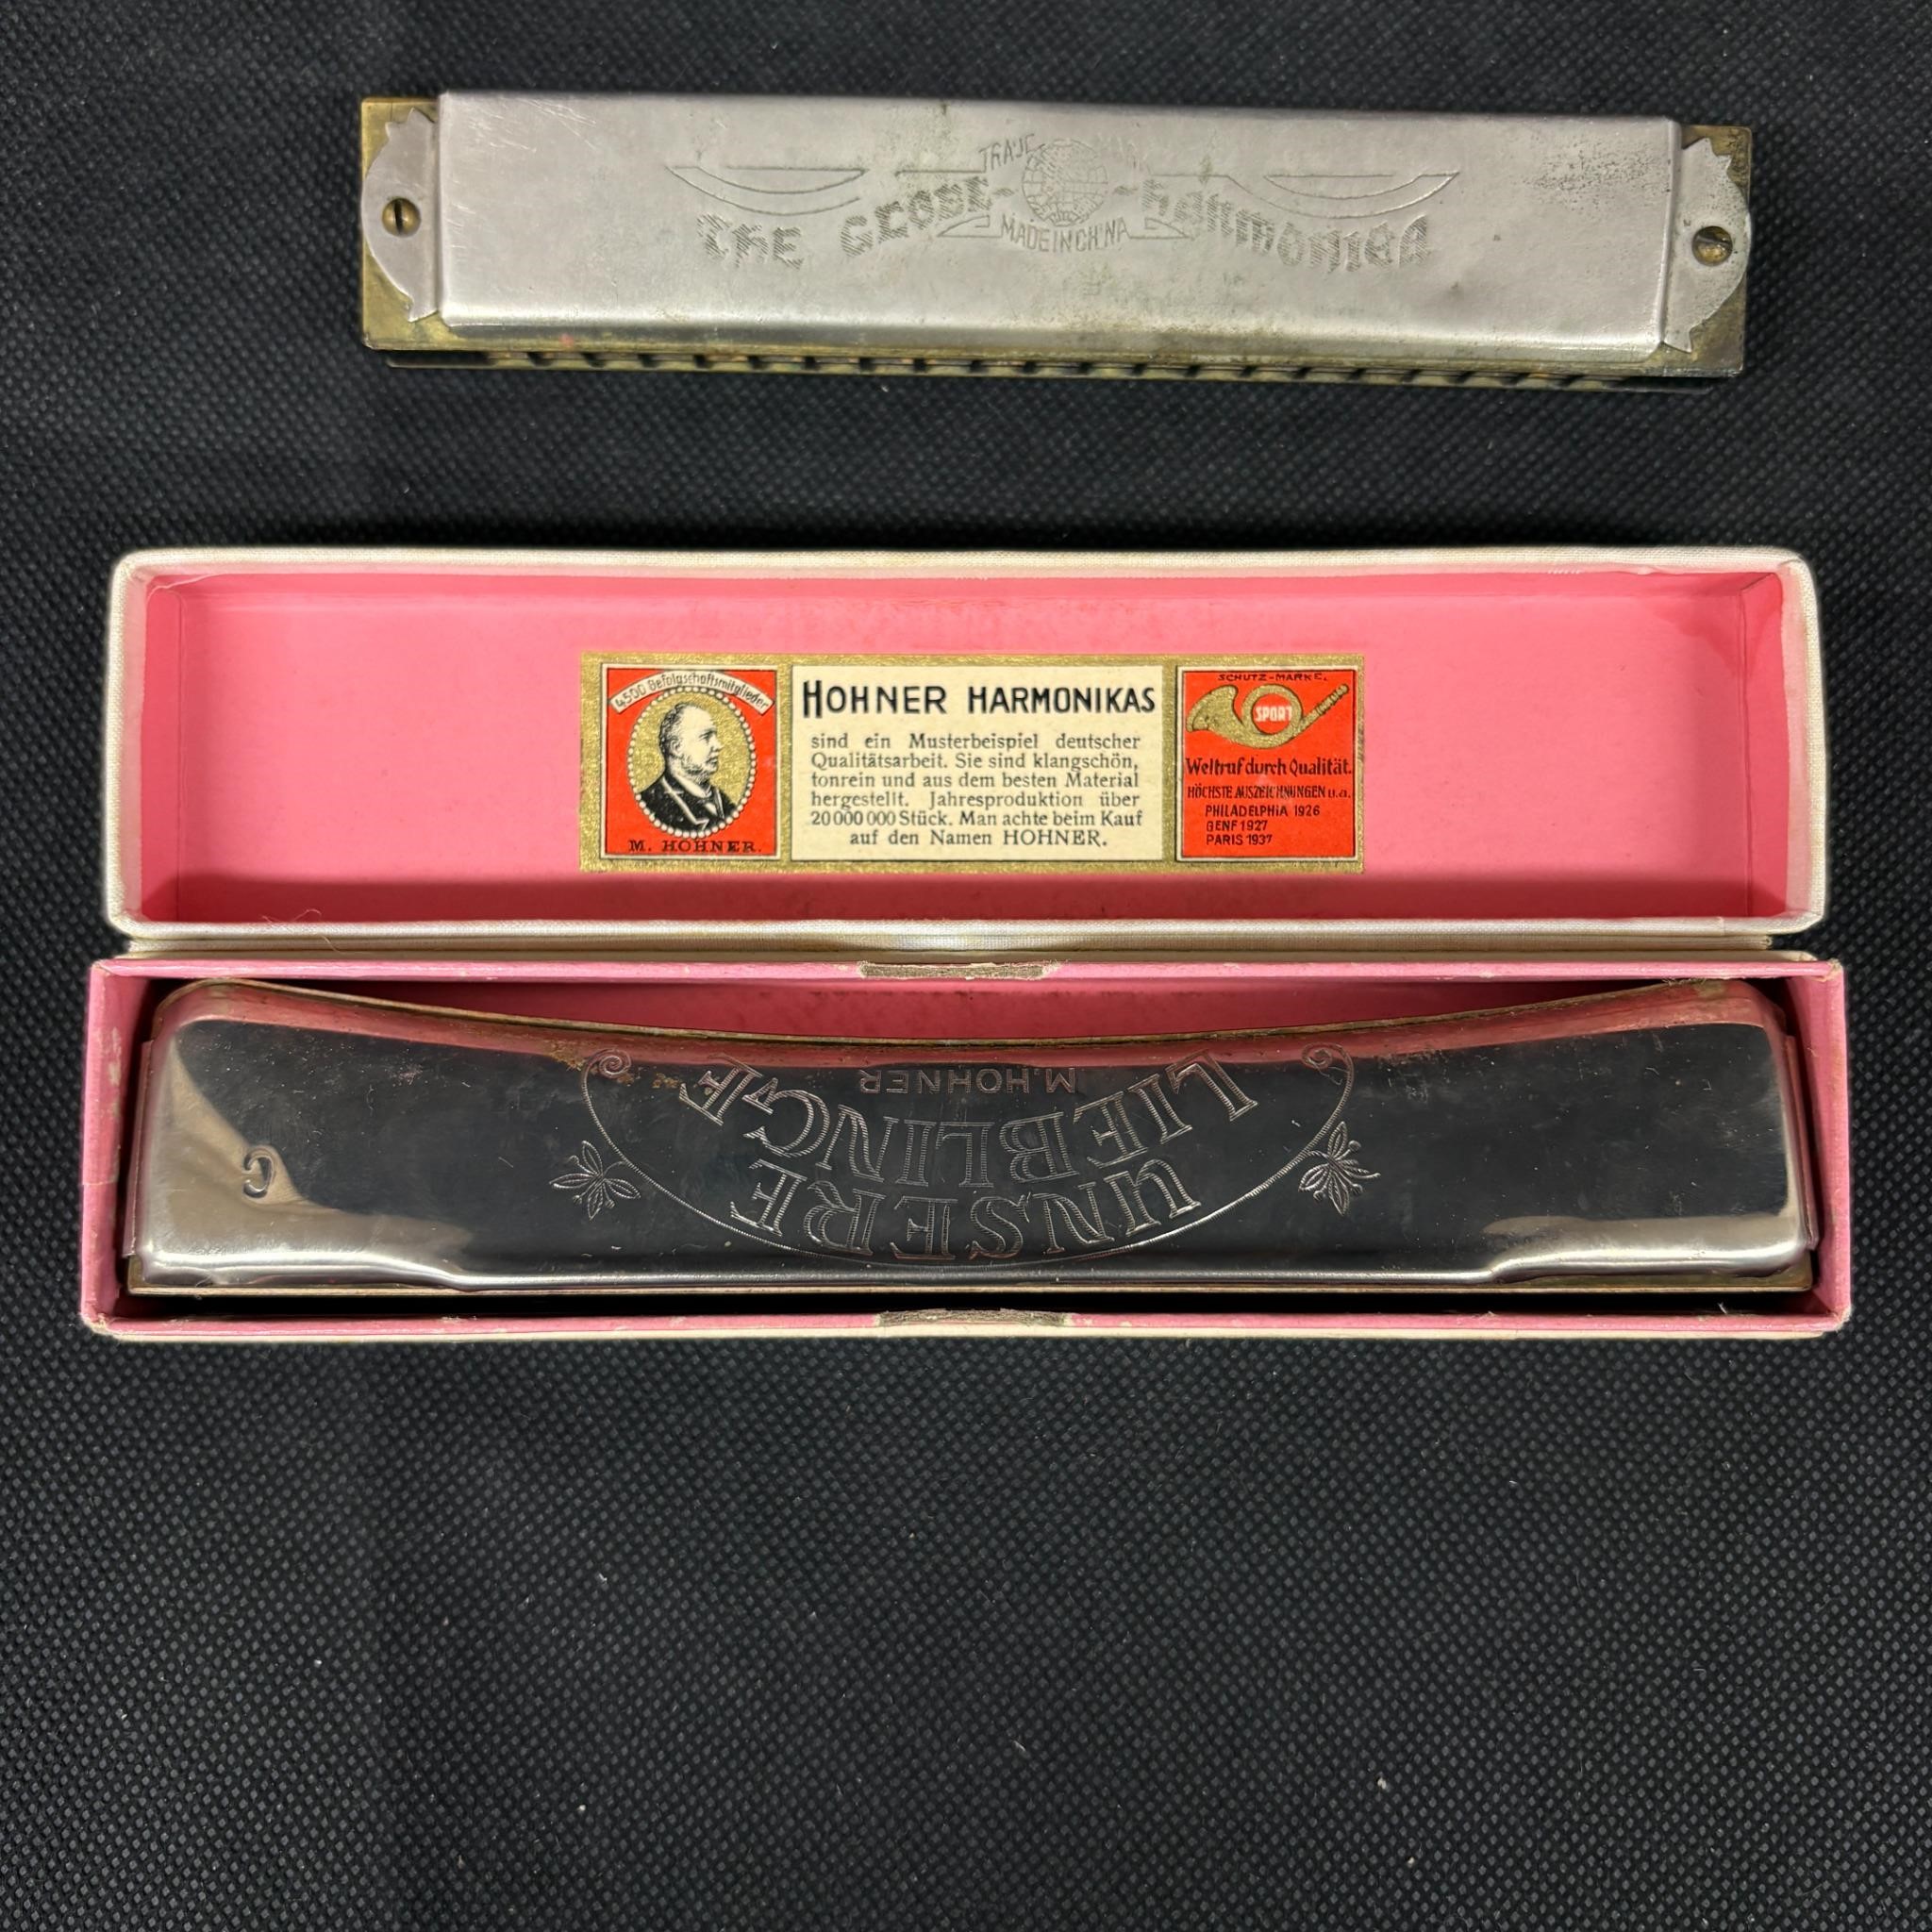 TRADE
THE GLOBE HARMONICA
MADE IN CHINA
4500 Gefolgschaftsmitglieder
M. HOHNER.
HOHNER HARMONIKAS
sind ein Musterbeispiel deutscher
Qualitätsarbeit. Sie sind klangschön,
tonrein und aus dem besten Material
hergestellt. Jahresproduktion über
20 000 000 Stück. Man achte beim Kauf
auf den Namen HOHNER.
SCHUTZ-MARKE.
SPORT
Weltruf durch Qualität.
HÖCHSTE AUSZEICHNUNGEN u.a.
PHILADELPHIA 1926
GENF 1927
PARIS 1937
UNSERE
LIEBLINGE
M. HOHNER
C